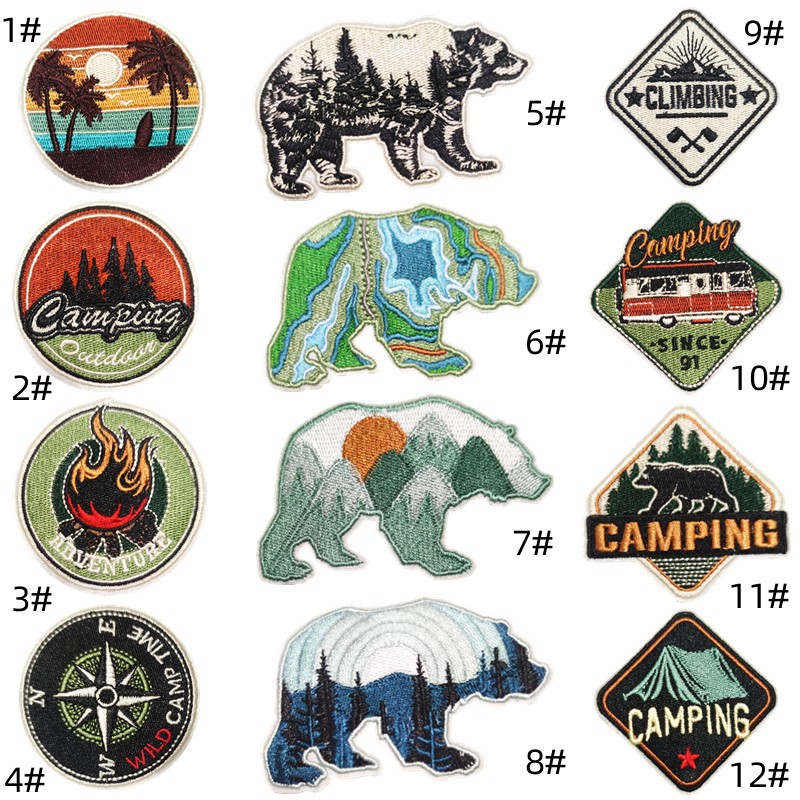 1#
5#
9#
CLIMBING
2#
Camping
Outdoor
6#
10#
Camping
·SINCE·
91
3#
ADVENTURE
7#
11#
CAMPING
4#
N
E
W
WILD CAMP TIME
8#
12#
CAMPING